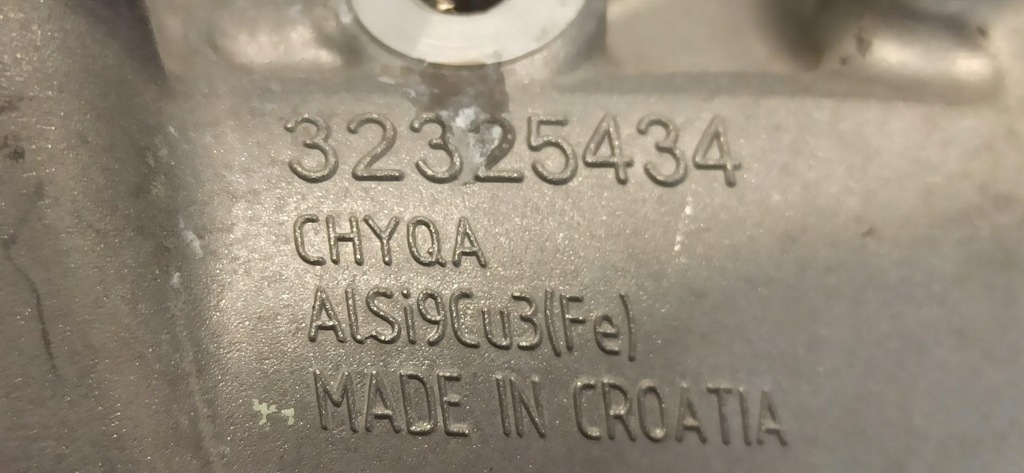 32325434
CHYQA
AlSi9Cu3(Fe)
MADE IN CROATIA